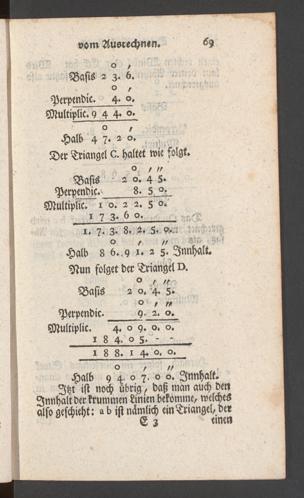 vom Ausrechnen. 69
o ,
Basis 2 3. 6.
o ,
Perpendic. 4. 0.
Multiplic. 9 4 4. 0.
o ,
Halb 4 7. 2 0.
Der Triangel C. haltet wie folgt.
o , ,,
Basis 2 0. 4 5.
Perpendic. 8. 5 0.
Multiplic. 1 0. 2 2. 5 0.
1 7 3. 6 0.
1. 7 3. 8 2. 5 0.
o , ,,
Halb 8 6. 9 1. 2 5. Innhalt.
Nun folget der Triangel D.
o , ,,
Basis 2 0. 4. 5.
o , ,,
Perpendic. 9. 2. 0.
Multiplic. 4. 0 9. 0. 0.
1 8 4. 0 5. - -
1 8 8. 1 4. 0. 0.
o , ,,
Halb 9 4 0 7. 0 0. Innhalt.
Itzt ist noch übrig, daß man auch den
Innhalt der krummen Linien bekome, welches
also geschieht: a b ist nämlich ein Triangel, der
E 3 einen